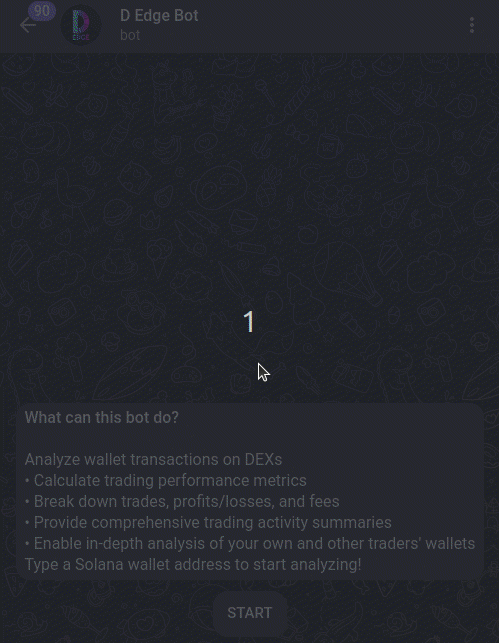 90
D Edge Bot
bot
1
What can this bot do?
Analyze wallet transactions on DEXs
• Calculate trading performance metrics
• Break down trades, profits/losses, and fees
• Provide comprehensive trading activity summaries
• Enable in-depth analysis of your own and other traders' wallets
Type a Solana wallet address to start analyzing!
START